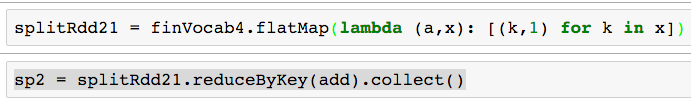 splitRdd21 = finVocab4.flatMap(lambda (a,x): [(k,1) for k in x])
sp2 = splitRdd21.reduceByKey(add).collect()